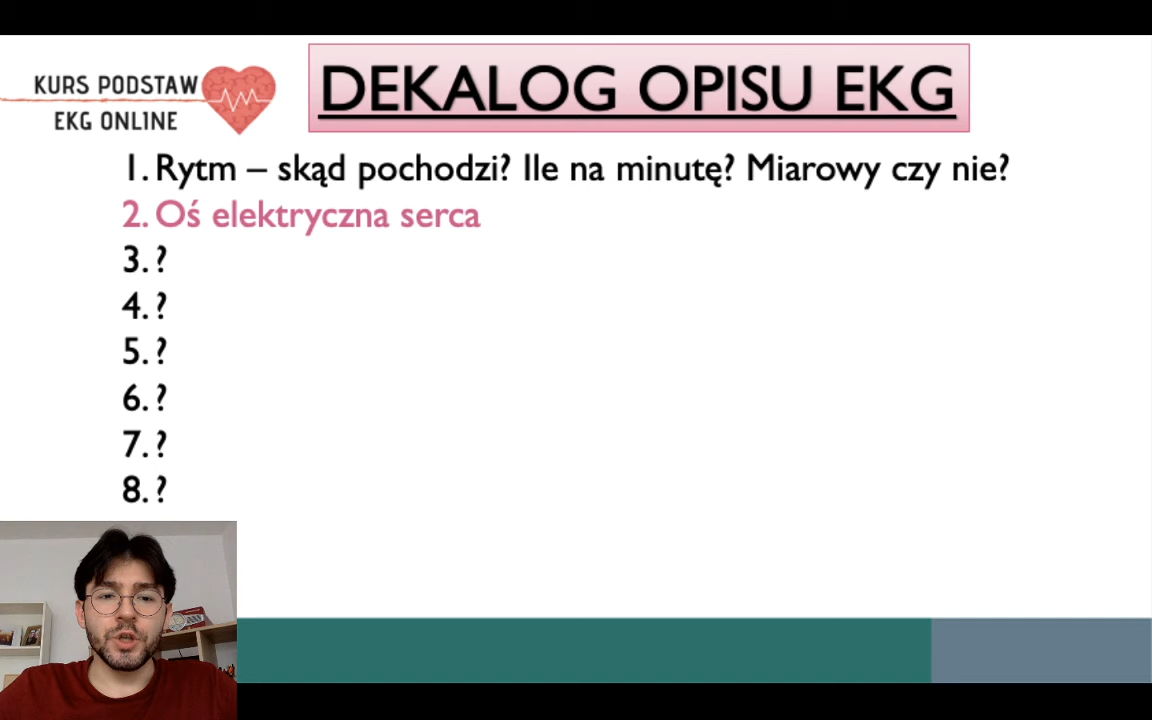 KURS PODSTAW
EKG ONLINE
DEKALOG OPISU EKG
1. Rytm – skąd pochodzi? Ile na minutę? Miarowy czy nie?
2. Oś elektryczna serca
3. ?
4. ?
5. ?
6. ?
7. ?
8. ?